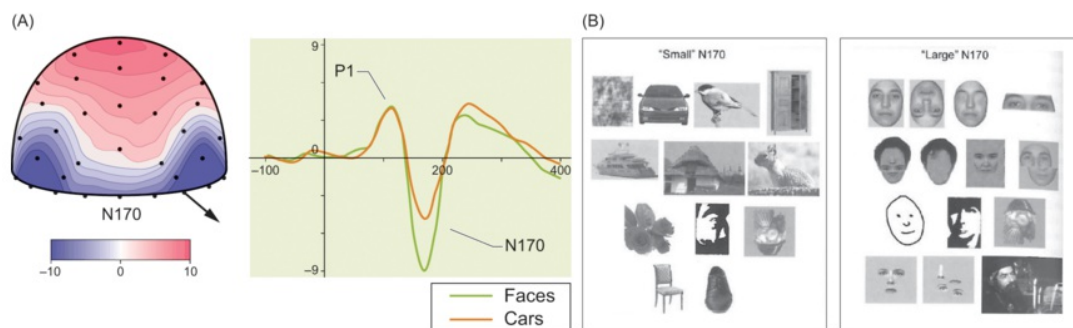 (A)
N170
−10
0
10
9
P1
0
−100
200
400
N170
−9
Faces
Cars
(B)
"Small" N170
"Large" N170